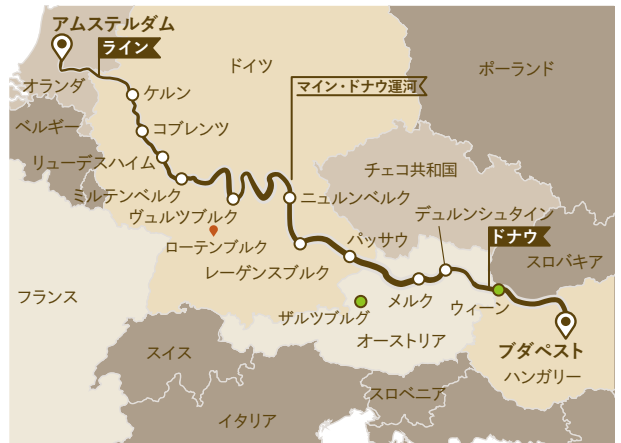 アムステルダム
ライン
オランダ
ドイツ
ポーランド
マイン・ドナウ運河
ケルン
ベルギー
コブレンツ
リューデスハイム
チェコ共和国
ミルテンベルク
ニュルンベルク
ヴュルツブルク
デュルンシュタイン
ローテンブルク
パッサウ
ドナウ
レーゲンスブルク
スロバキア
フランス
メルク
ウィーン
ザルツブルグ
オーストリア
スイス
ブダペスト
ハンガリー
スロベニア
イタリア